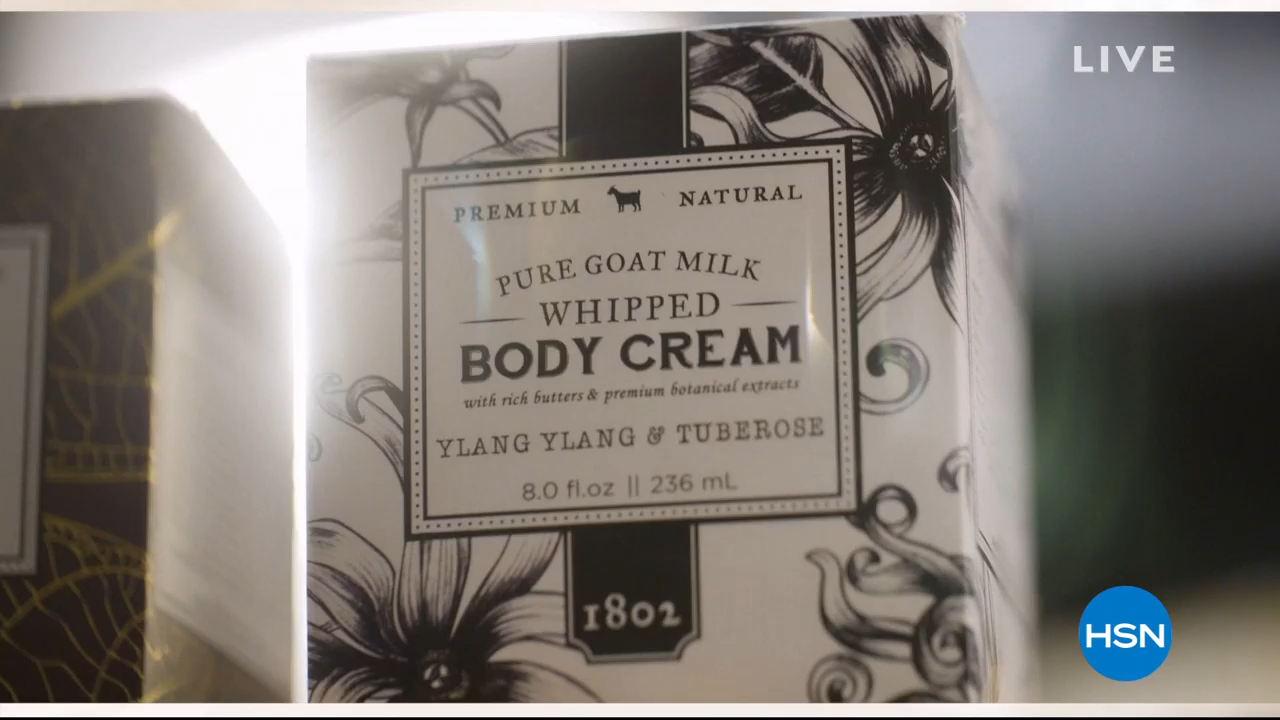 LIVE
PREMIUM NATURAL
PURE GOAT MILK
WHIPPED
BODY CREAM
with rich butters & premium botanical extracts
YLANG YLANG & TUBEROSE
8.0 fl.oz || 236 mL
1802
HSN